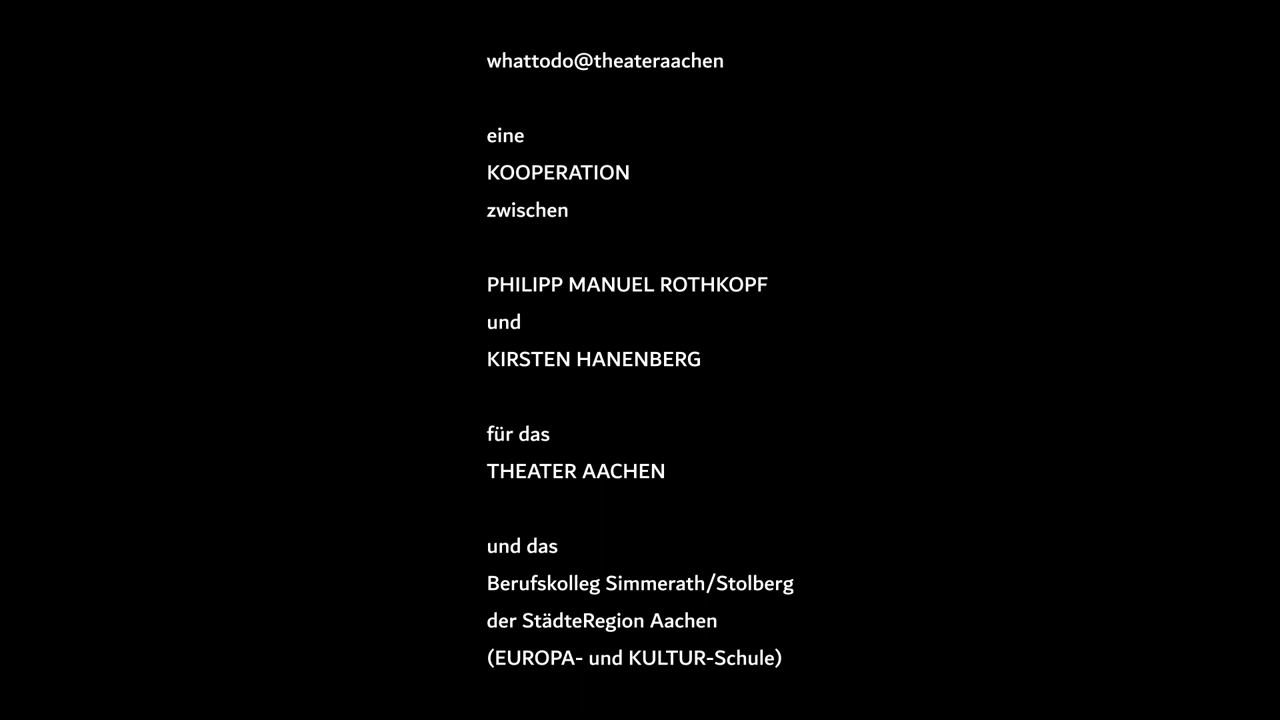 whattodo@theateraachen
eine
KOOPERATION
zwischen
PHILIPP MANUEL ROTHKOPF
und
KIRSTEN HANENBERG
für das
THEATER AACHEN
und das
Berufskolleg Simmerath/Stolberg
der StädteRegion Aachen
(EUROPA- und KULTUR-Schule)